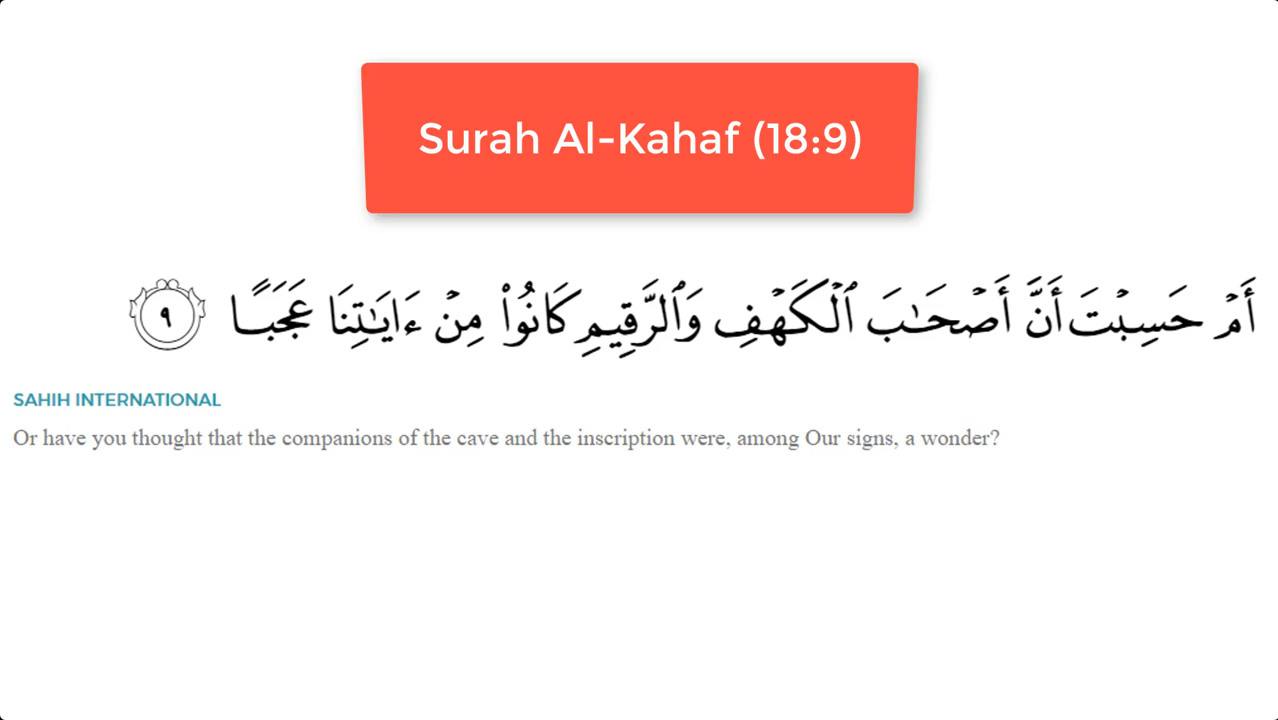 Surah Al-Kahaf (18:9)
أَمۡ حَسِبۡتَ أَنَّ أَصۡحَٰبَ ٱلۡكَهۡفِ وَٱلرَّقِيمِ كَانُواْ مِنۡ ءَايَٰتِنَا عَجَبًا ٩
SAHIH INTERNATIONAL
Or have you thought that the companions of the cave and the inscription were, among Our signs, a wonder?